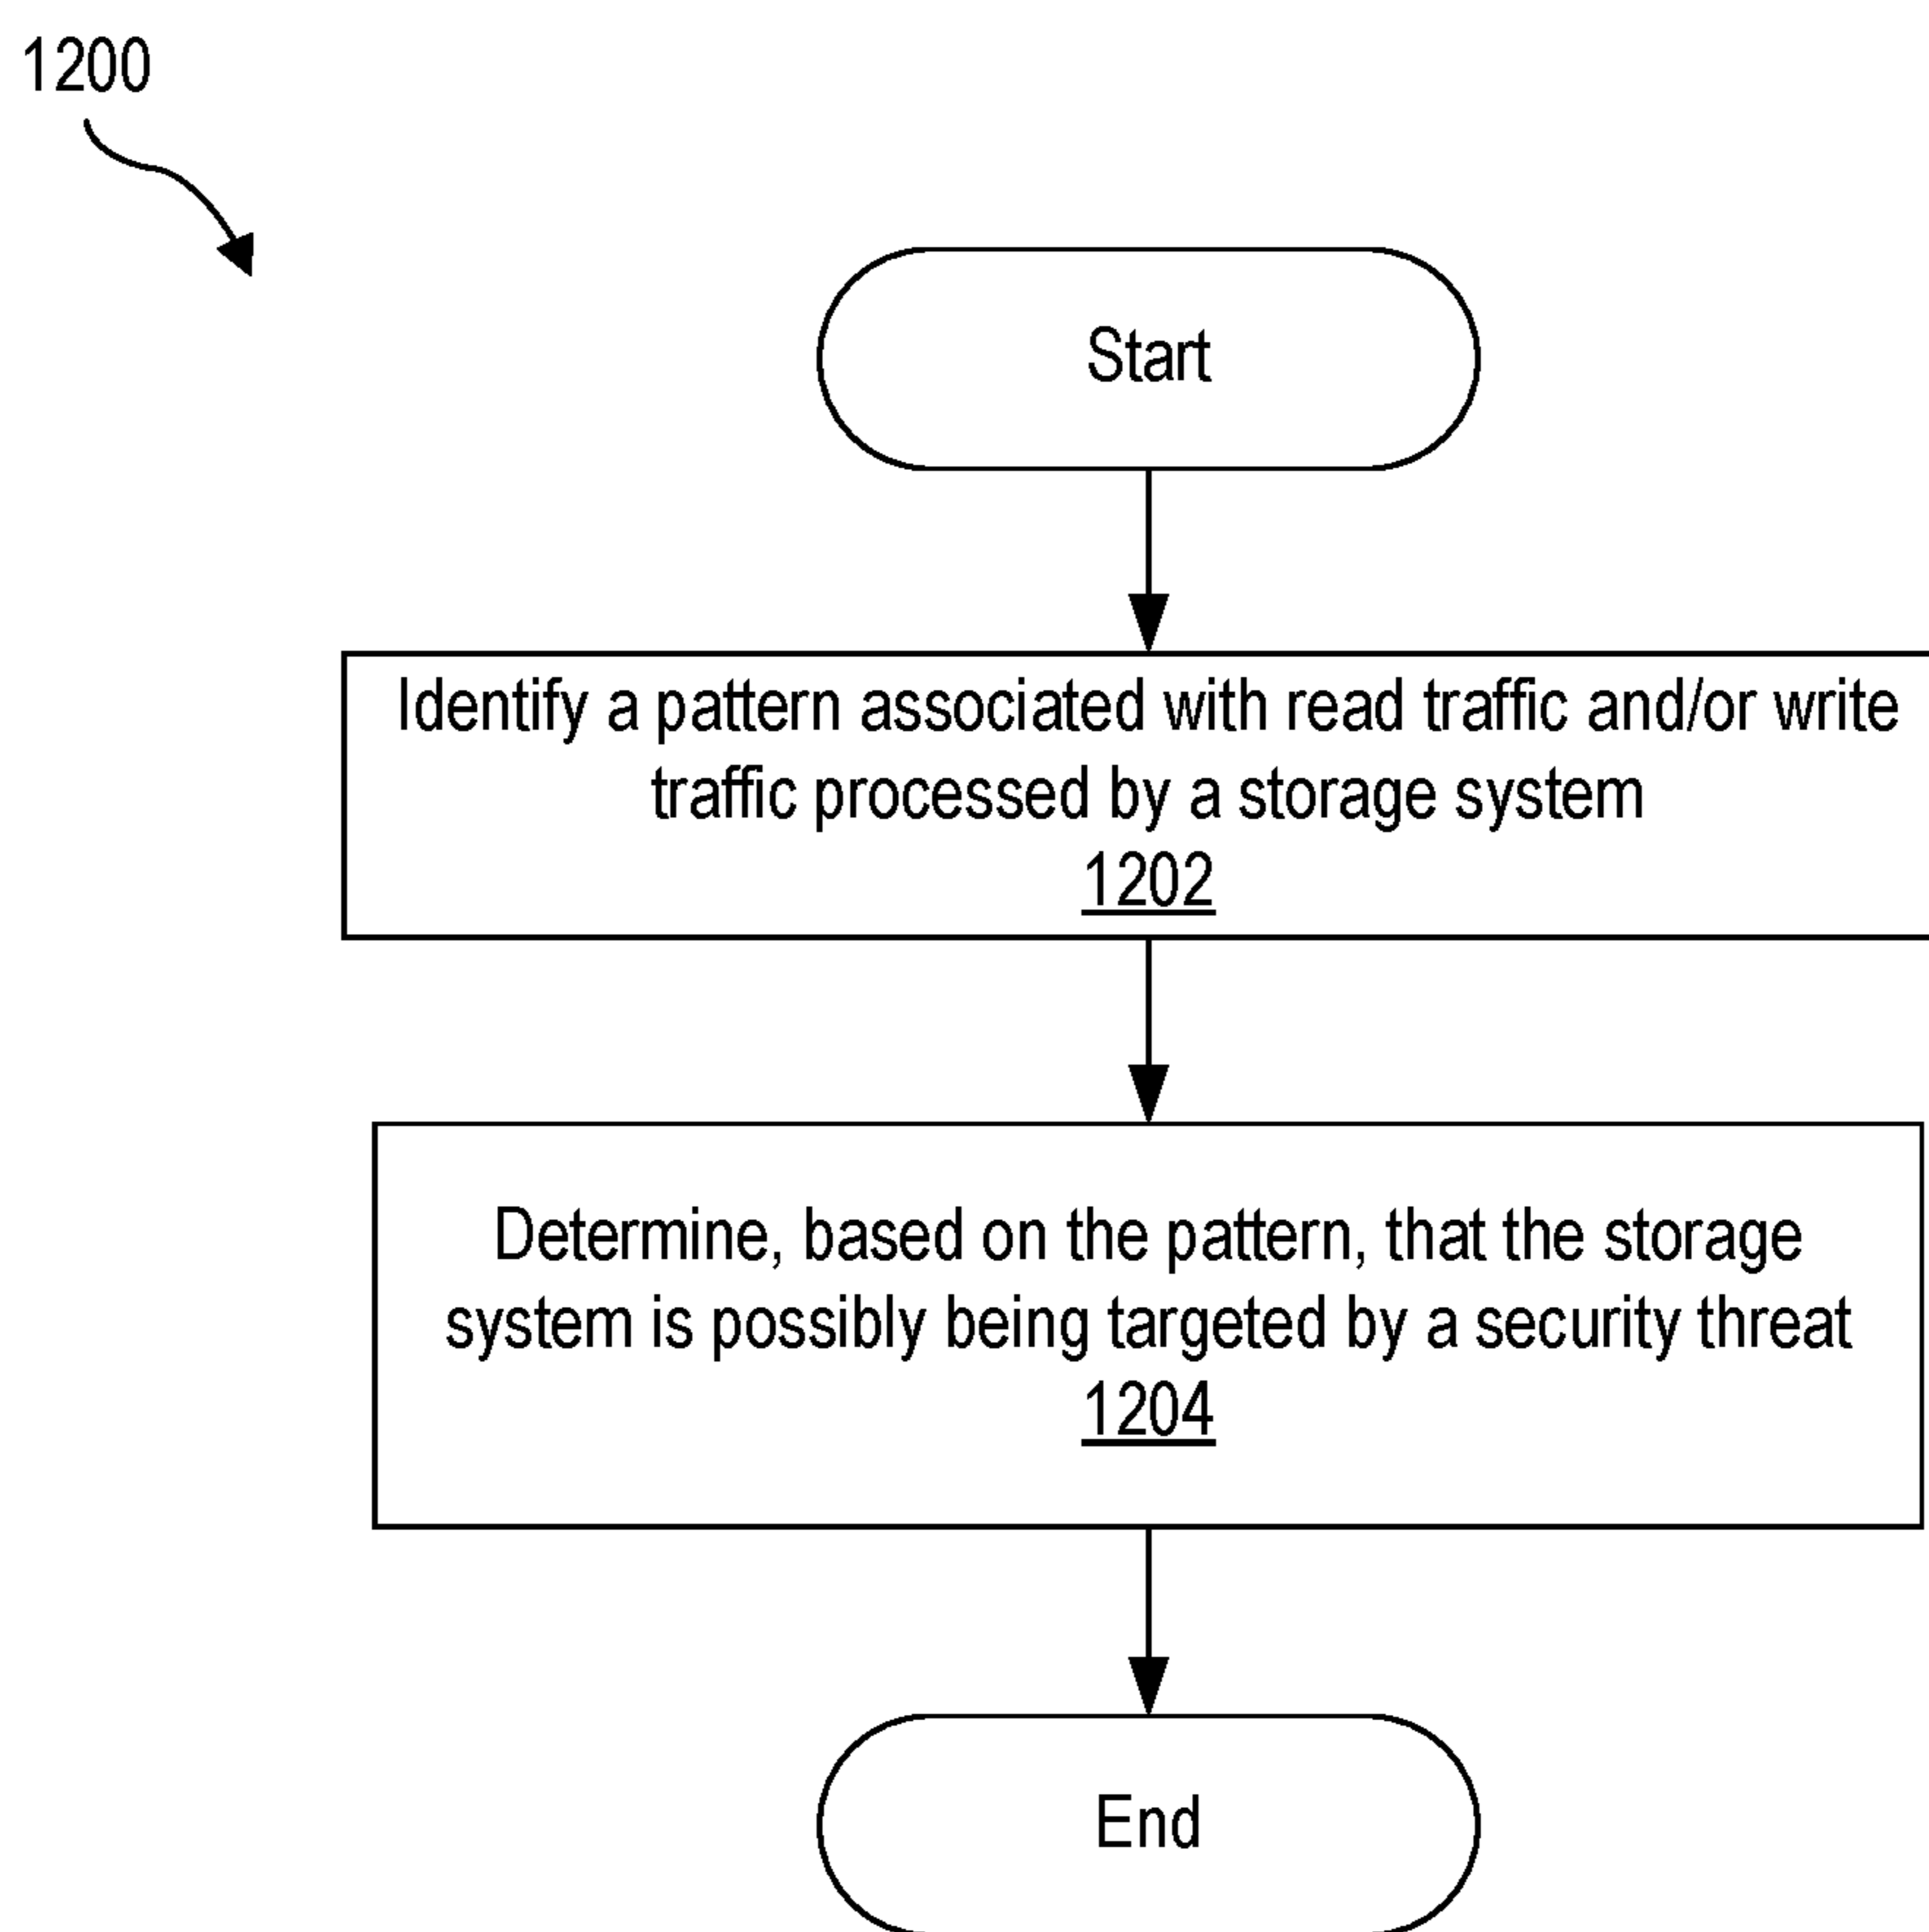 1200
Start
Identify a pattern associated with read traffic and/or write
traffic processed by a storage system
1202
Determine, based on the pattern, that the storage
system is possibly being targeted by a security threat
1204
End